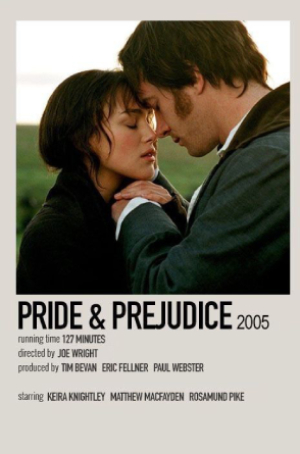 PRIDE & PREJUDICE 2005
running time 127 MINUTES
directed by JOE WRIGHT
produced by TIM BEVAN ERIC FELLNER PAUL WEBSTER
starring KEIRA KNIGHTLEY MATTHEW MACFAYDEN ROSAMUND PIKE